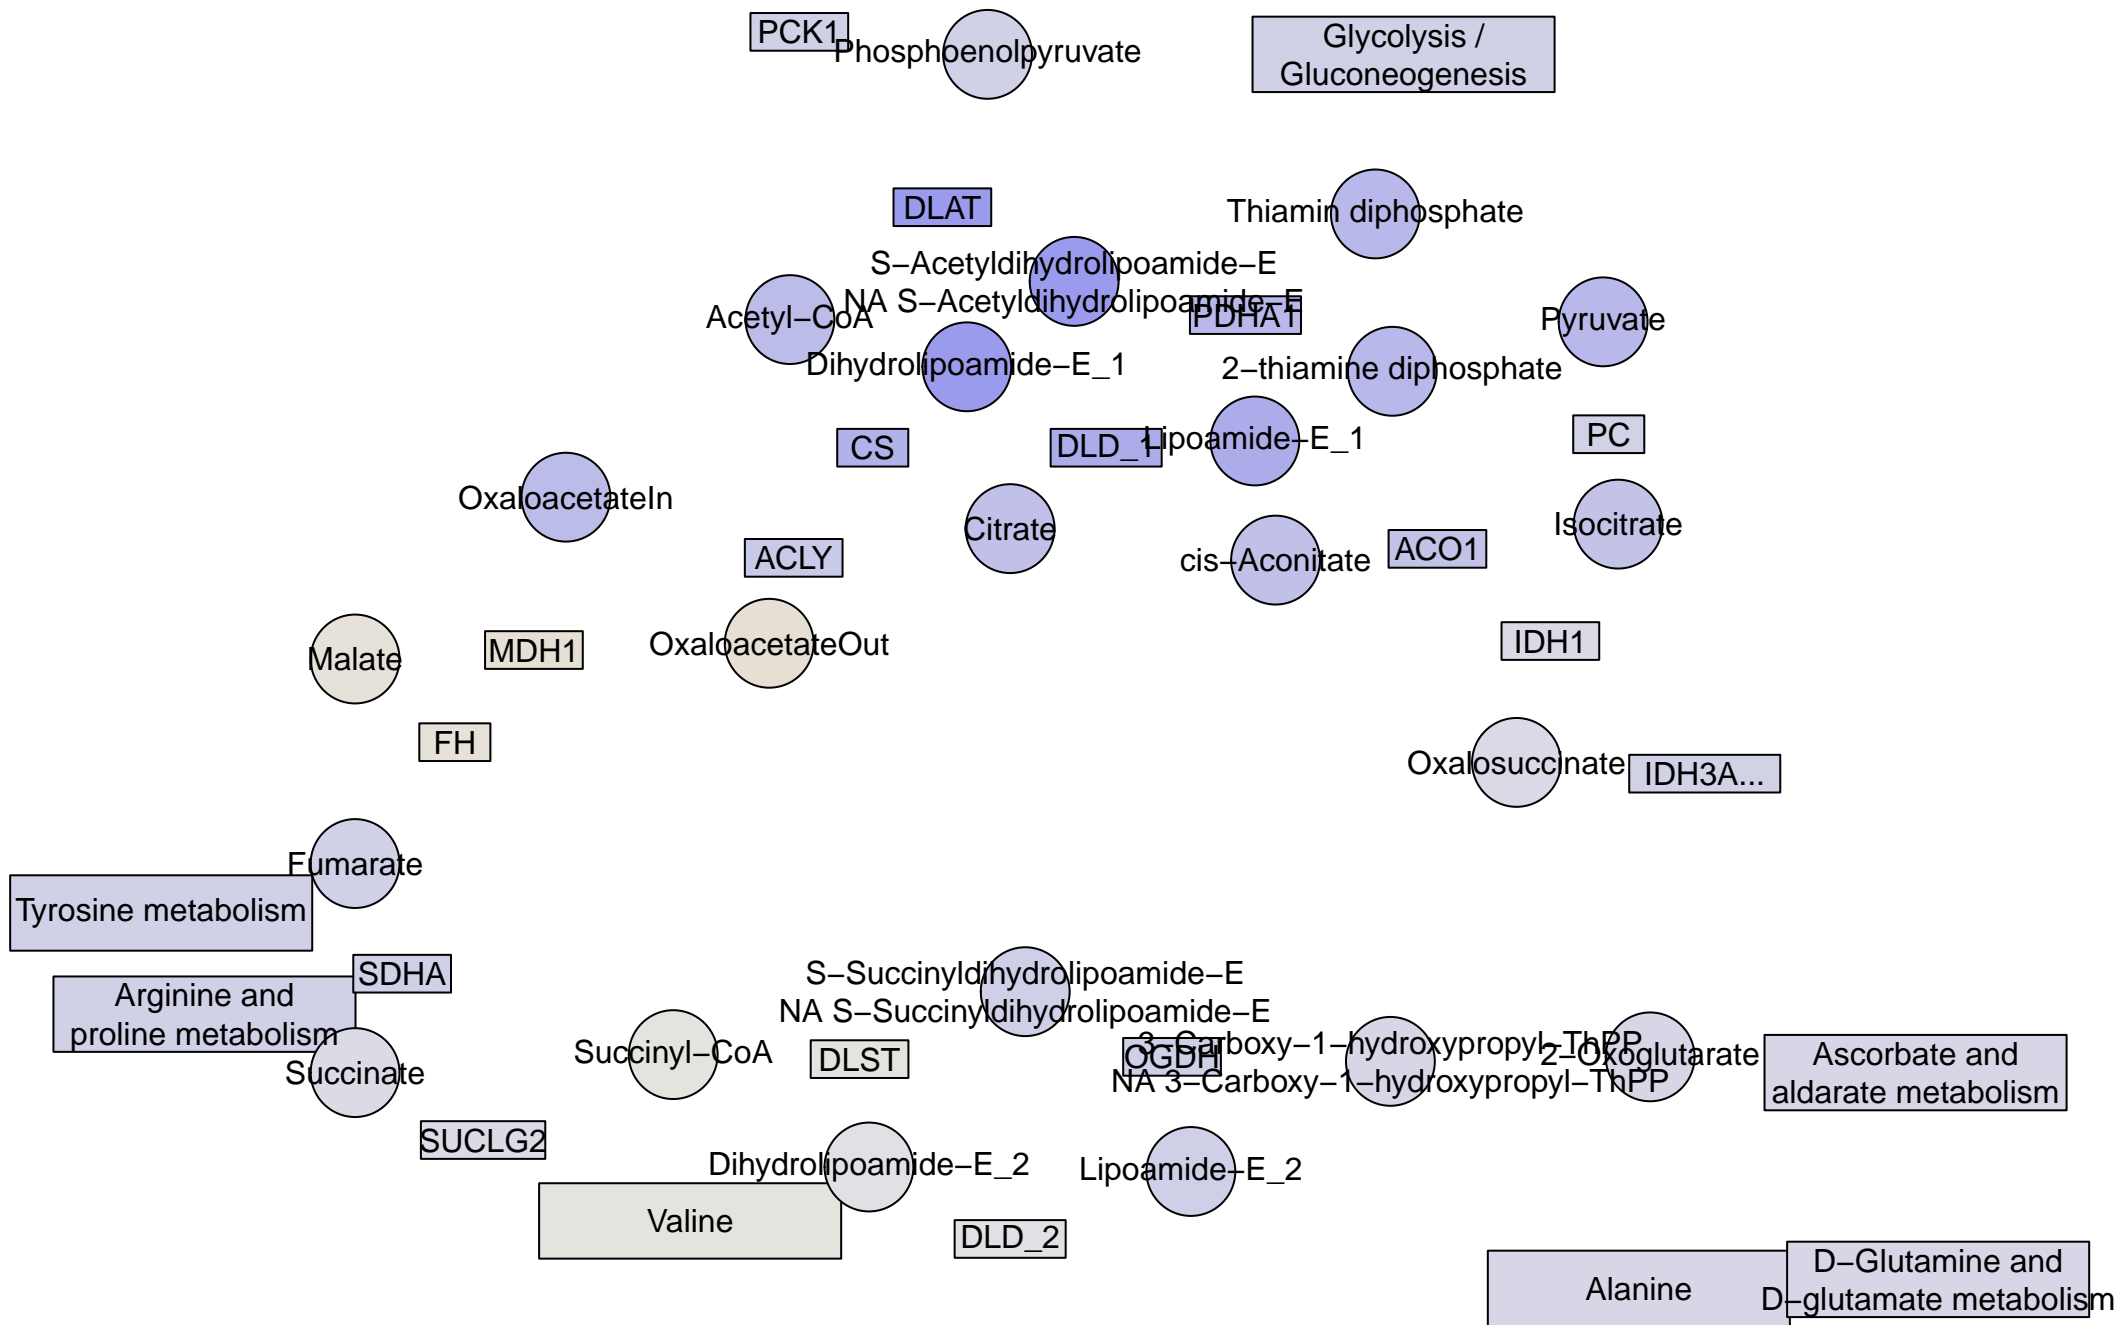 PCK1
Phosphoenolpyruvate
Glycolysis /
Gluconeogenesis
DLAT
Thiamin diphosphate
S−Acetyldihydrolipoamide−E
NA S−Acetyldihydrolipoamide−E
Acetyl−CoA
PDHA1
Pyruvate
Dihydrolipoamide−E_1
2−thiamine diphosphate
CS
DLD_1
Lipoamide−E_1
PC
OxaloacetateIn
Citrate
Isocitrate
ACLY
cis−Aconitate
ACO1
Malate
MDH1
OxaloacetateOut
IDH1
FH
Oxalosuccinate
IDH3A...
Fumarate
Tyrosine metabolism
SDHA
Arginine and
proline metabolism
S−Succinyldihydrolipoamide−E
NA S−Succinyldihydrolipoamide−E
Succinate
Succinyl−CoA
DLST
OGDH
3−Carboxy−1−hydroxypropyl−ThPP
NA 3−Carboxy−1−hydroxypropyl−ThPP
2−Oxoglutarate
Ascorbate and
aldarate metabolism
SUCLG2
Dihydrolipoamide−E_2
Lipoamide−E_2
Valine
DLD_2
Alanine
D−Glutamine and
D−glutamate metabolism